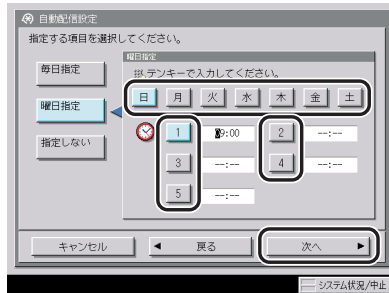 自動配信設定
指定する項目を選択してください。
毎日指定
曜日指定
指定しない
曜日指定
テンキーで入力してください。
日 月 火 水 木 金 土
1 09:00 2 --:--
3 --:-- 4 --:--
5 --:--
キャンセル ◀ 戻る 次へ ▶
システム状況/中止